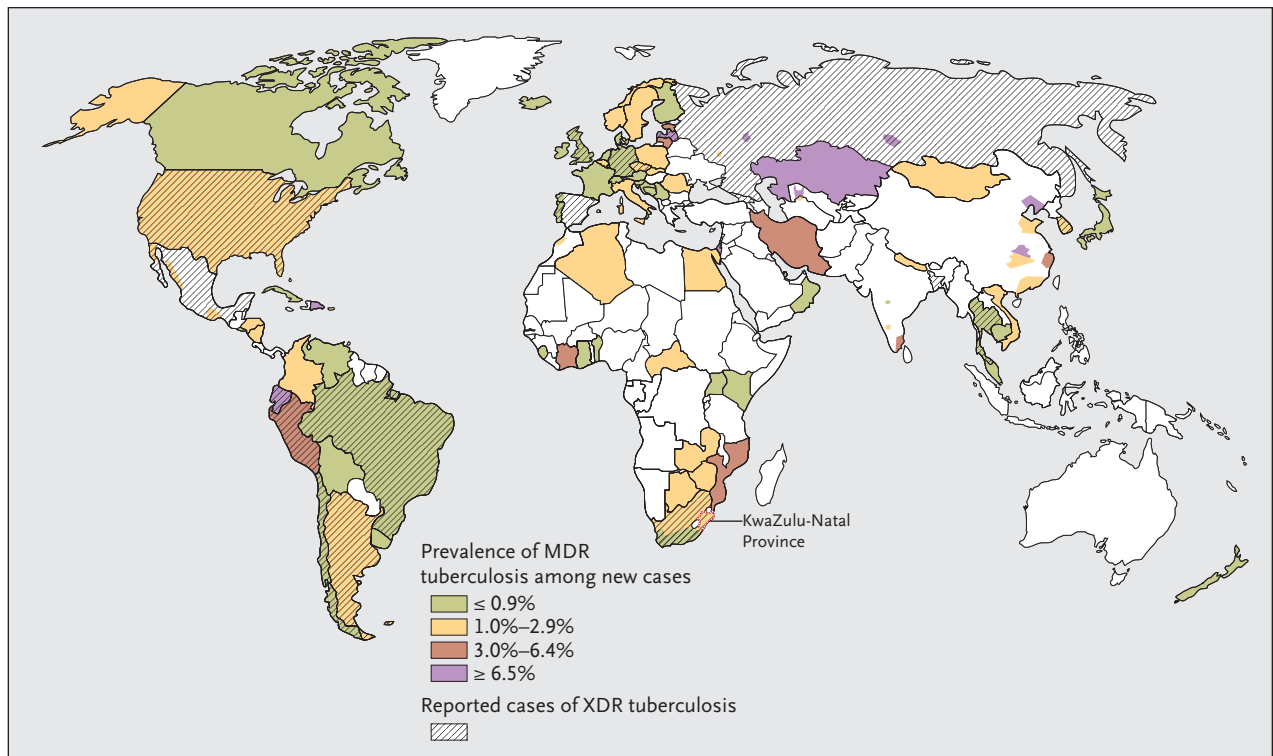 KwaZulu-Natal
Province
Prevalence of MDR
tuberculosis among new cases
≤ 0.9%
1.0%–2.9%
3.0%–6.4%
≥ 6.5%
Reported cases of XDR tuberculosis